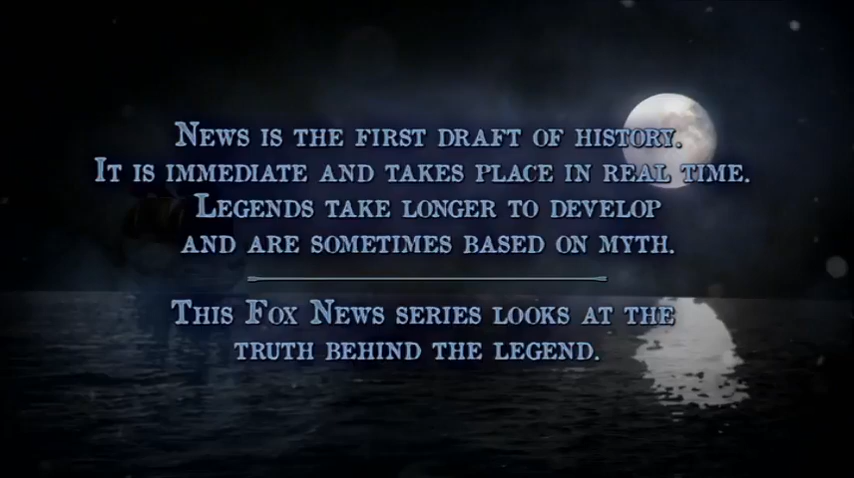 News is the first draft of history.
It is immediate and takes place in real time.
Legends take longer to develop
and are sometimes based on myth.
This Fox News series looks at the
truth behind the legend.